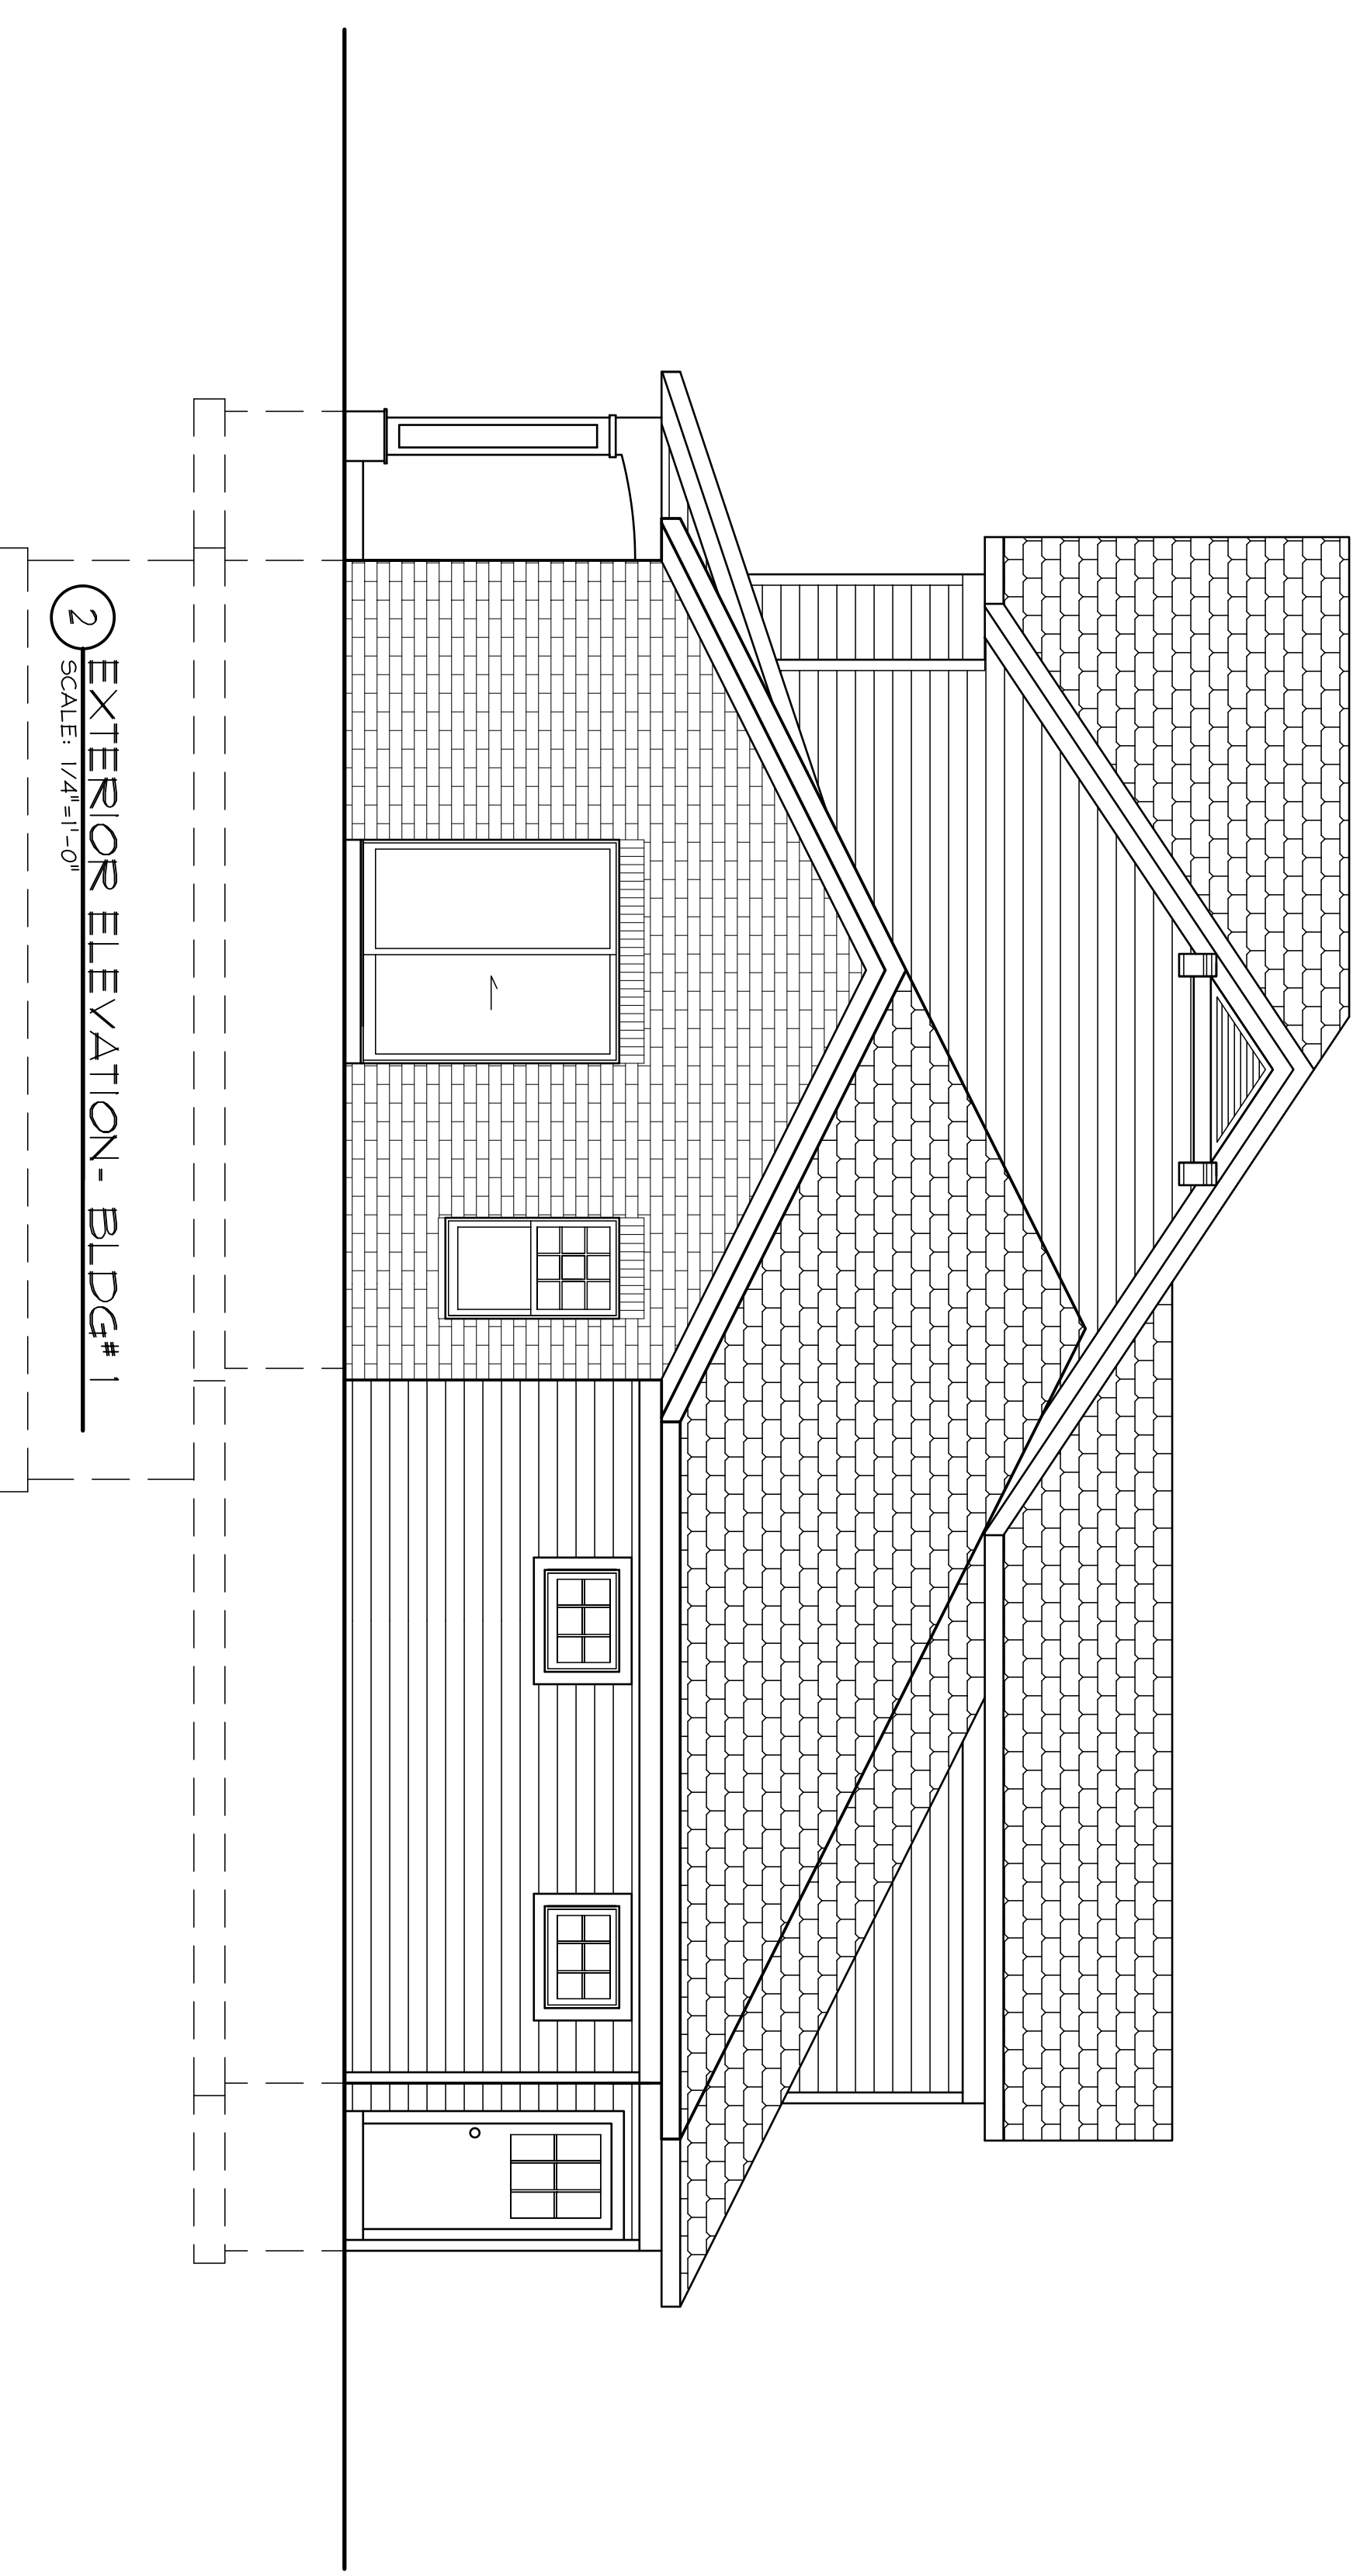 2
EXTERIOR ELEVATION- BLDG# 1
SCALE: 1/4"=1'-0"